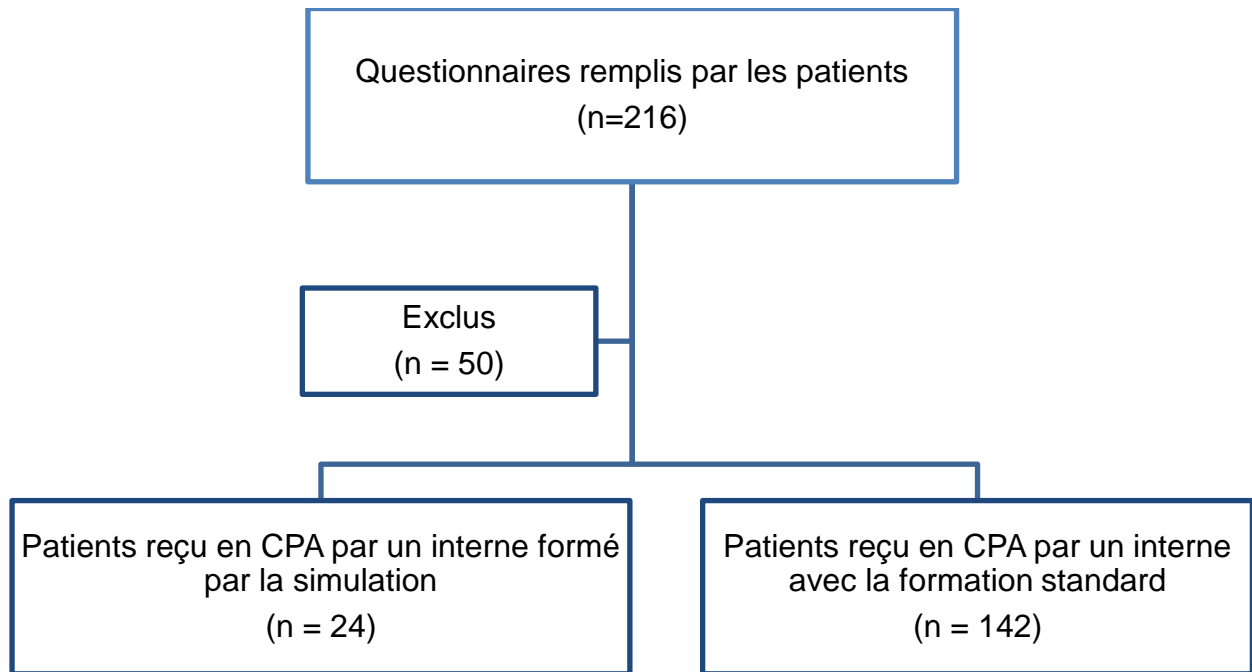 Questionnaires remplis par les patients
(n=216)
Exclus
(n = 50)
Patients reçu en CPA par un interne formé
par la simulation
(n = 24)
Patients reçu en CPA par un interne
avec la formation standard
(n = 142)